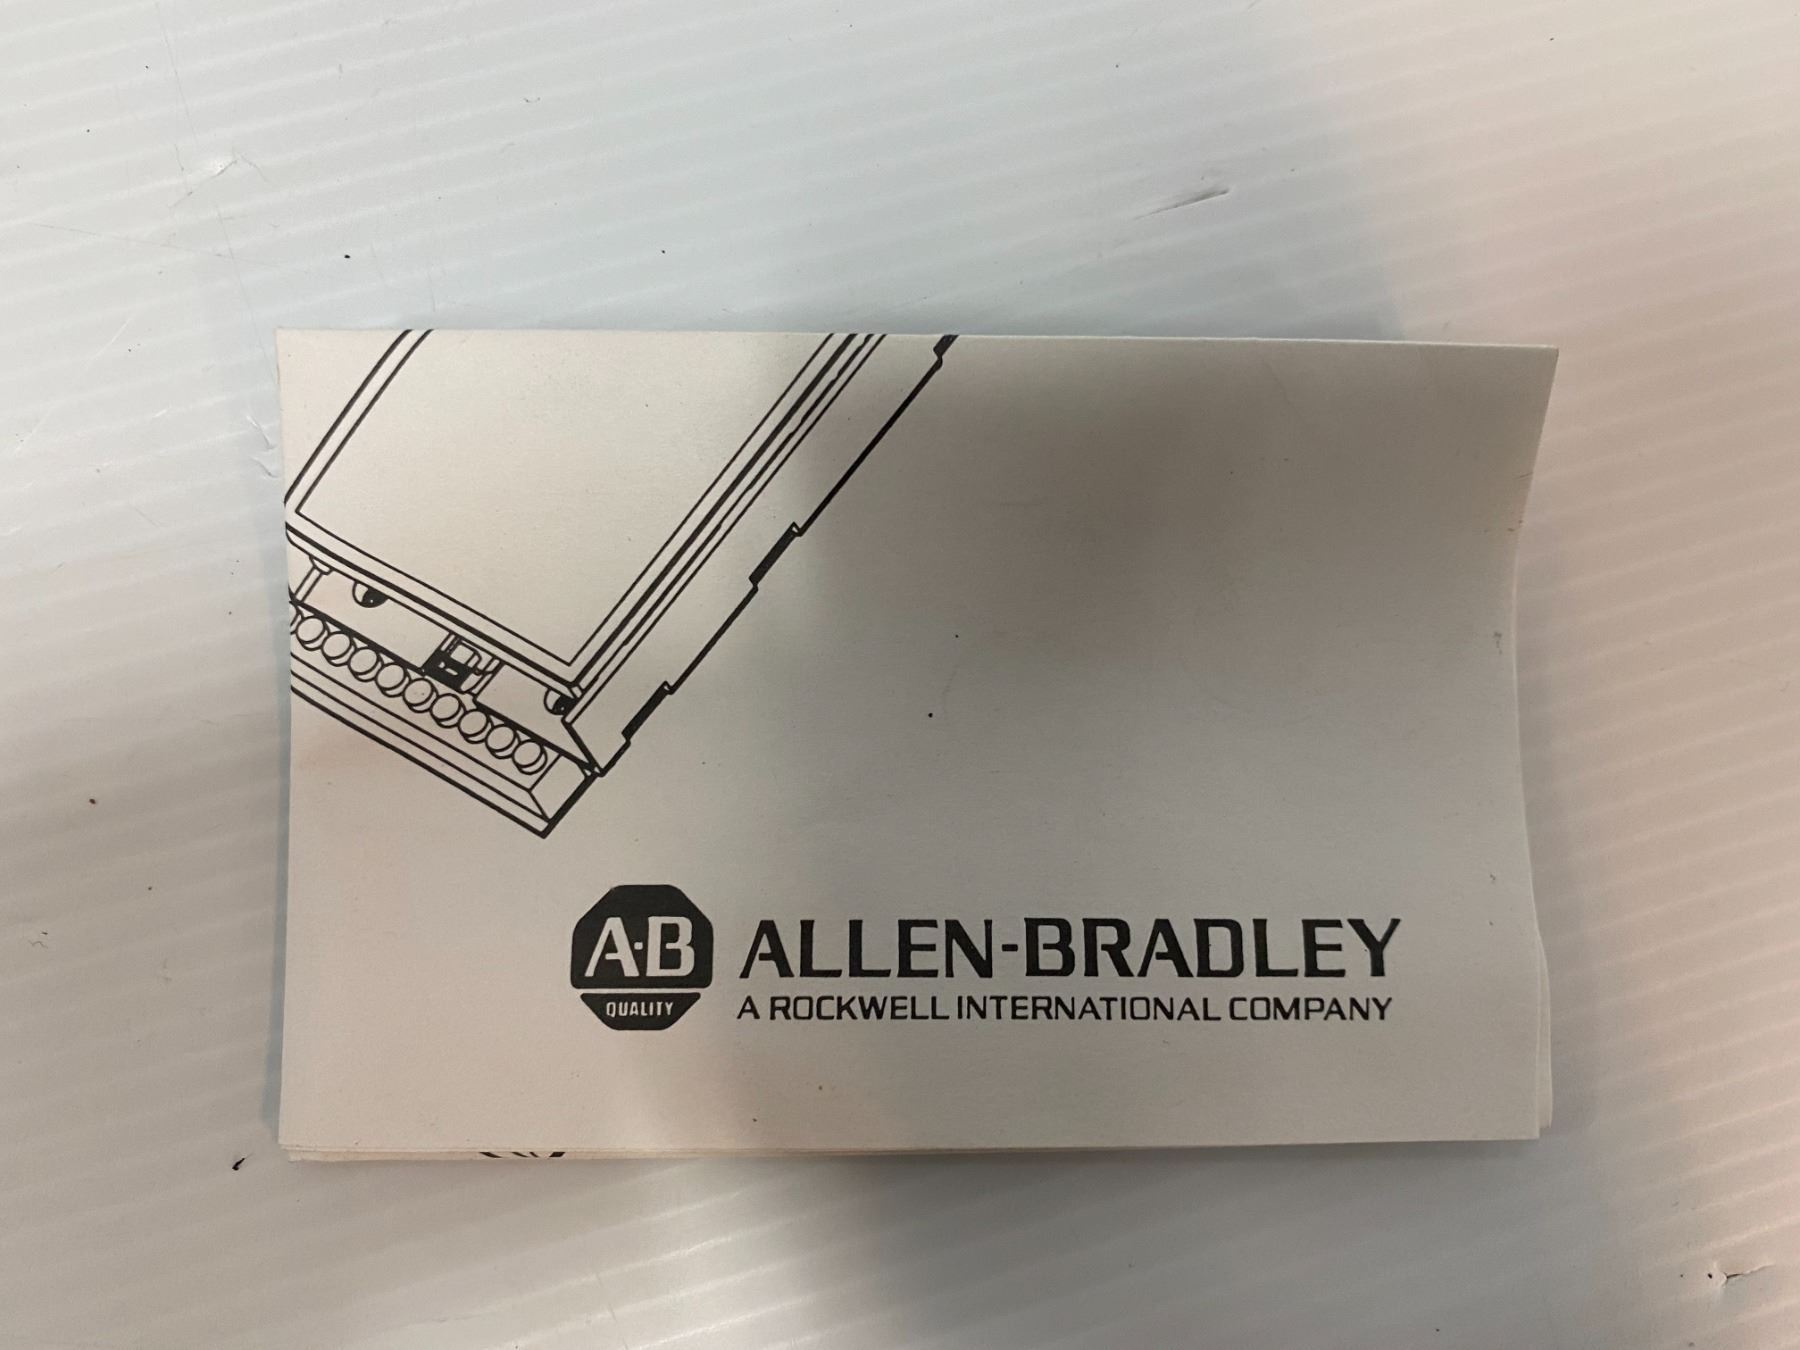 A-B ALLEN-BRADLEY
QUALITY A ROCKWELL INTERNATIONAL COMPANY